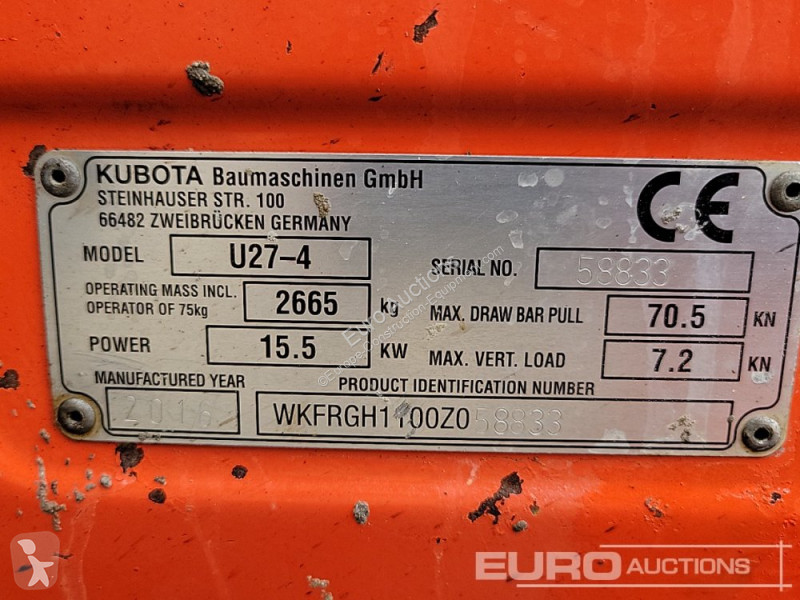 KUBOTA Baumaschinen GmbH
STEINHAUSER STR. 100
66482 ZWEIBRÜCKEN GERMANY
CE
MODEL U27-4 SERIAL NO. 58833
OPERATING MASS INCL. OPERATOR OF 75kg 2665 kg MAX. DRAW BAR PULL 70.5 KN
POWER 15.5 KW MAX. VERT. LOAD 7.2 KN
MANUFACTURED YEAR PRODUCT IDENTIFICATION NUMBER
2016 WKFRGH1100Z058833
EURO AUCTIONS